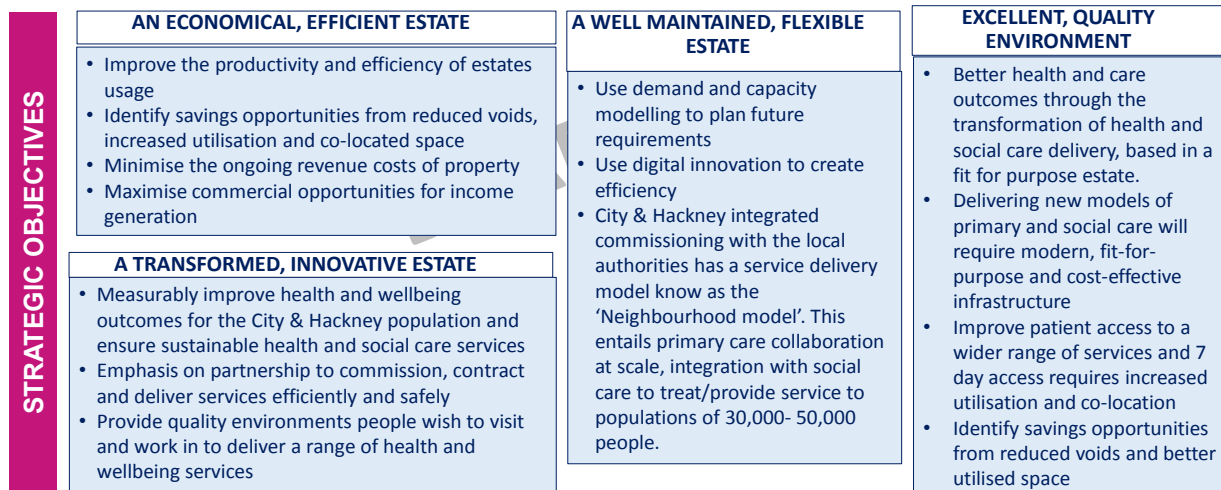 STRATEGIC OBJECTIVES
AN ECONOMICAL, EFFICIENT ESTATE
• Improve the productivity and efficiency of estates
usage
• Identify savings opportunities from reduced voids,
increased utilisation and co-located space
• Minimise the ongoing revenue costs of property
• Maximise commercial opportunities for income
generation
A TRANSFORMED, INNOVATIVE ESTATE
• Measurably improve health and wellbeing
outcomes for the City & Hackney population and
ensure sustainable health and social care services
• Emphasis on partnership to commission, contract
and deliver services efficiently and safely
• Provide quality environments people wish to visit
and work in to deliver a range of health and
wellbeing services
A WELL MAINTAINED, FLEXIBLE
ESTATE
• Use demand and capacity
modelling to plan future
requirements
• Use digital innovation to create
efficiency
• City & Hackney integrated
commissioning with the local
authorities has a service delivery
model know as the
‘Neighbourhood model’. This
entails primary care collaboration
at scale, integration with social
care to treat/provide service to
populations of 30,000- 50,000
people.
EXCELLENT, QUALITY
ENVIRONMENT
• Better health and care
outcomes through the
transformation of health and
social care delivery, based in a
fit for purpose estate.
• Delivering new models of
primary and social care will
require modern, fit-for-
purpose and cost-effective
infrastructure
• Improve patient access to a
wider range of services and 7
day access requires increased
utilisation and co-location
• Identify savings opportunities
from reduced voids and better
utilised space